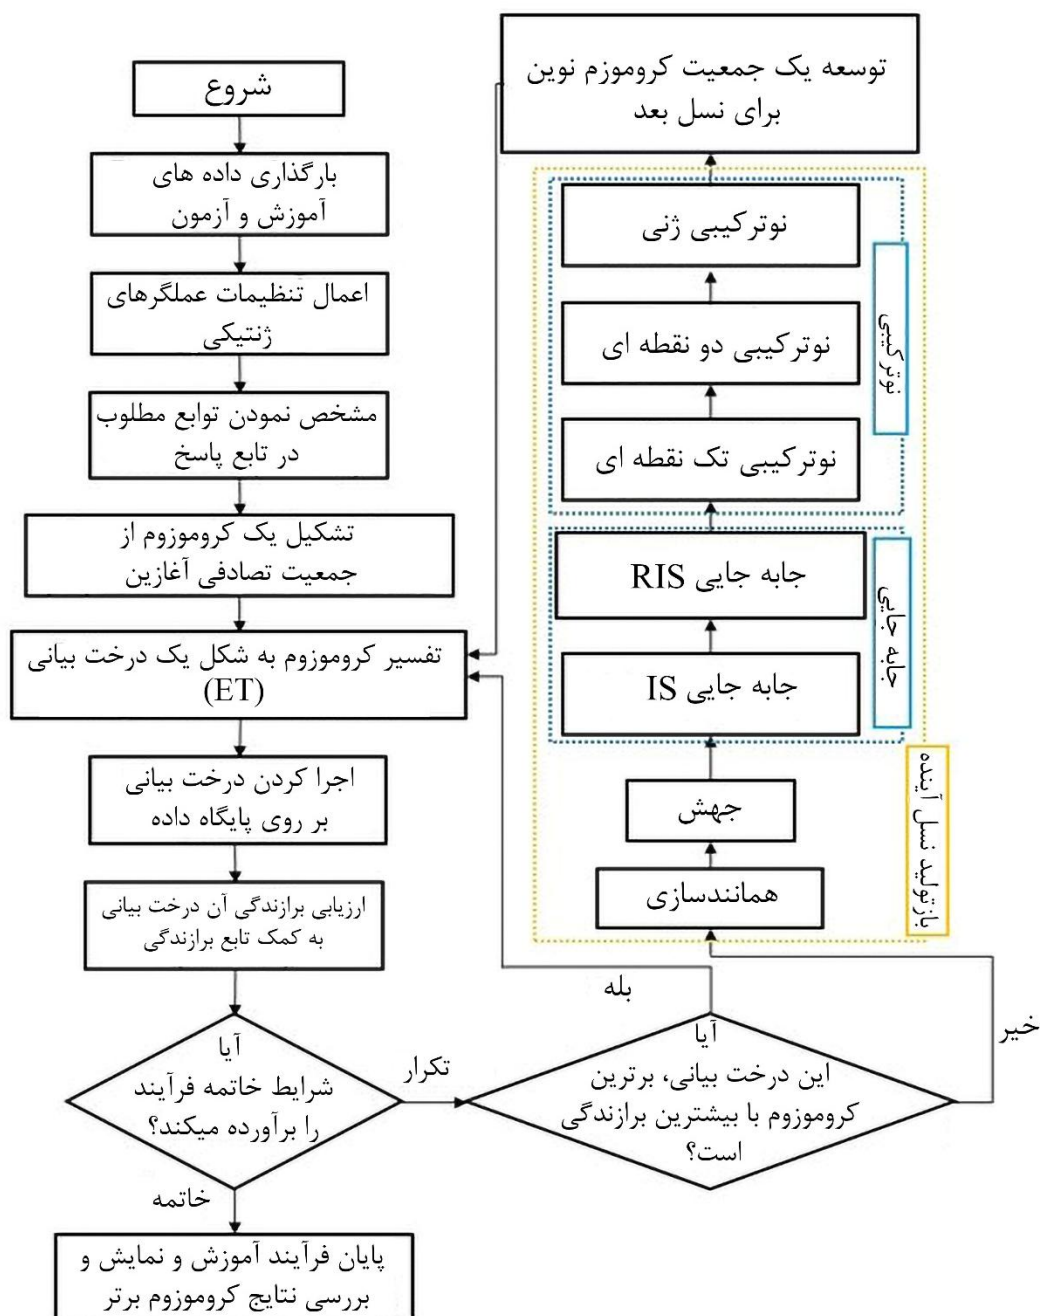 شروع
بارگذاری داده های
آموزش و آزمون
اعمال تنظیمات عملگرهای
ژنتیکی
مشخص نمودن توابع مطلوب
در تابع پاسخ
تشکیل یک کروموزوم از
جمعیت تصادفی آغازین
تفسیر کروموزوم به شکل یک درخت بیانی
(ET)
اجرا کردن درخت بیانی
بر روی پایگاه داده
ارزیابی برازندگی آن درخت بیانی
به کمک تابع برازندگی
آیا
شرایط خاتمه فرآیند
را برآورده میکند؟
تکرار
خاتمه
پایان فرآیند آموزش و نمایش و
بررسی نتایج کروموزوم برتر
آیا
این درخت بیانی، برترین
کروموزوم با بیشترین برازندگی
است؟
بله
خیر
همانندسازی
جهش
جابه جایی IS
جابه جایی RIS
جابه جایی
نوترکیبی تک نقطه ای
نوترکیبی دو نقطه ای
نوترکیبی ژنی
نوترکیبی
بازتولید نسل آینده
توسعه یک جمعیت کروموزم نوین
برای نسل بعد